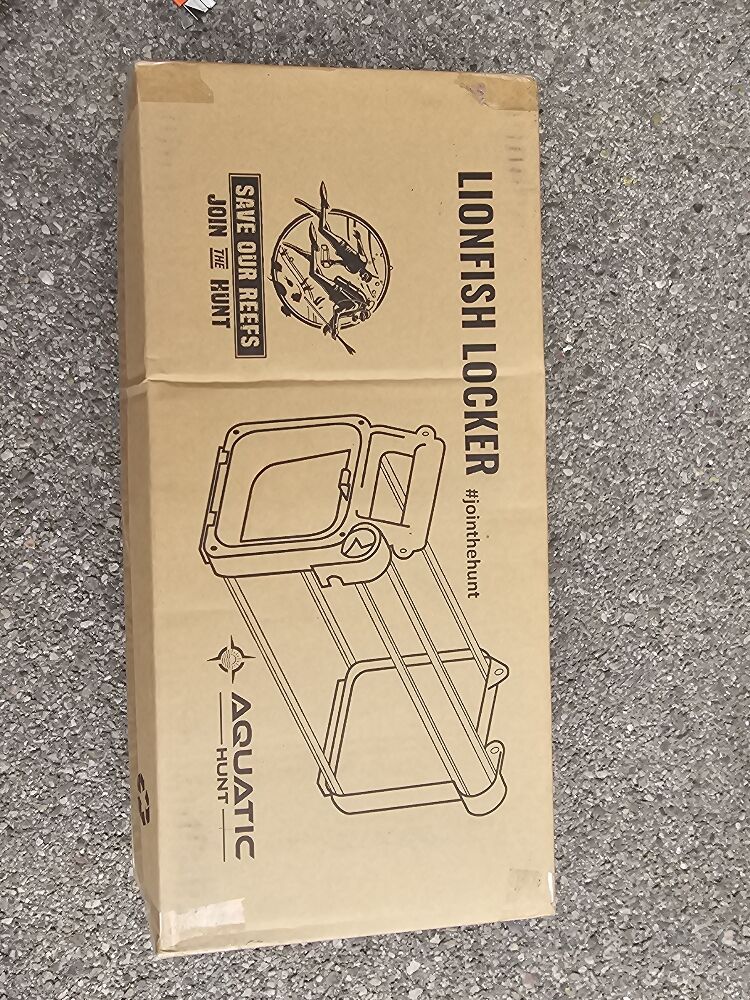 LIONFISH LOCKER #jointhehunt
SAVE OUR REEFS
JOIN THE HUNT
AQUATIC
HUNT